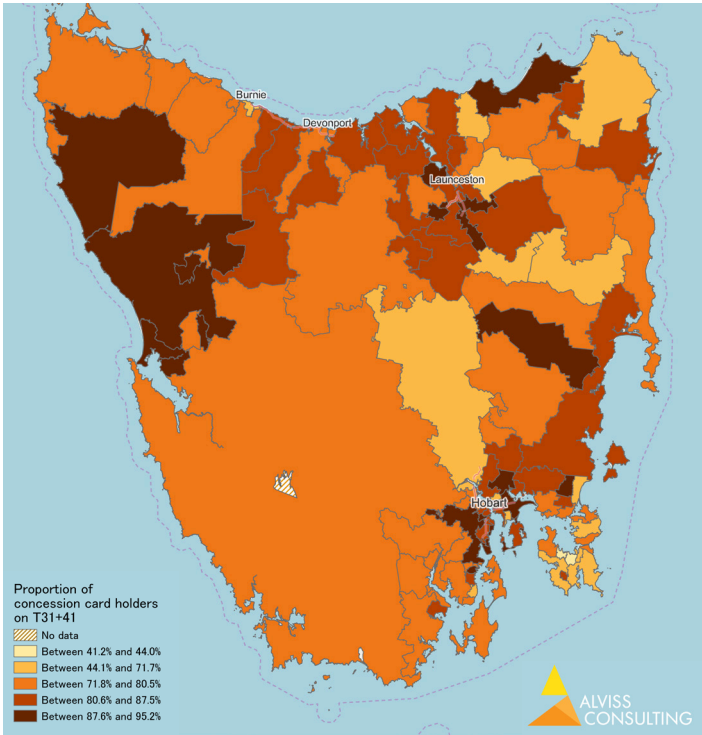 Burnie
Devonport
Launceston
Hobart
Proportion of
concession card holders
on T31+41
No data
Between 41.2% and 44.0%
Between 44.1% and 71.7%
Between 71.8% and 80.5%
Between 80.6% and 87.5%
Between 87.6% and 95.2%
ALVISS
CONSULTING